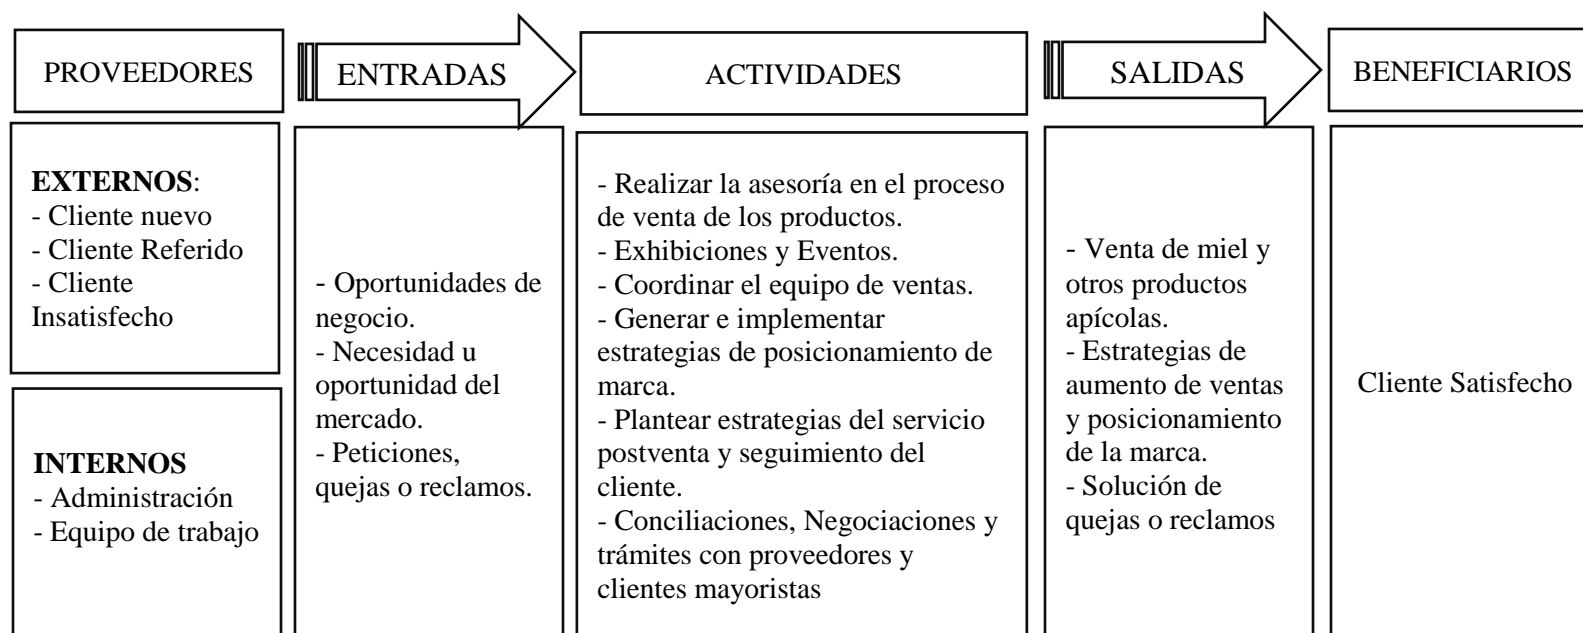 PROVEEDORES
ENTRADAS
ACTIVIDADES
SALIDAS
BENEFICIARIOS
EXTERNOS:
- Cliente nuevo
- Cliente Referido
- Cliente
Insatisfecho
INTERNOS
- Administración
- Equipo de trabajo
- Oportunidades de
negocio.
- Necesidad u
oportunidad del
mercado.
- Peticiones,
quejas o reclamos.
- Realizar la asesoría en el proceso
de venta de los productos.
- Exhibiciones y Eventos.
- Coordinar el equipo de ventas.
- Generar e implementar
estrategias de posicionamiento de
marca.
- Plantear estrategias del servicio
postventa y seguimiento del
cliente.
- Conciliaciones, Negociaciones y
trámites con proveedores y
clientes mayoristas
- Venta de miel y
otros productos
apícolas.
- Estrategias de
aumento de ventas
y posicionamiento
de la marca.
- Solución de
quejas o reclamos
Cliente Satisfecho